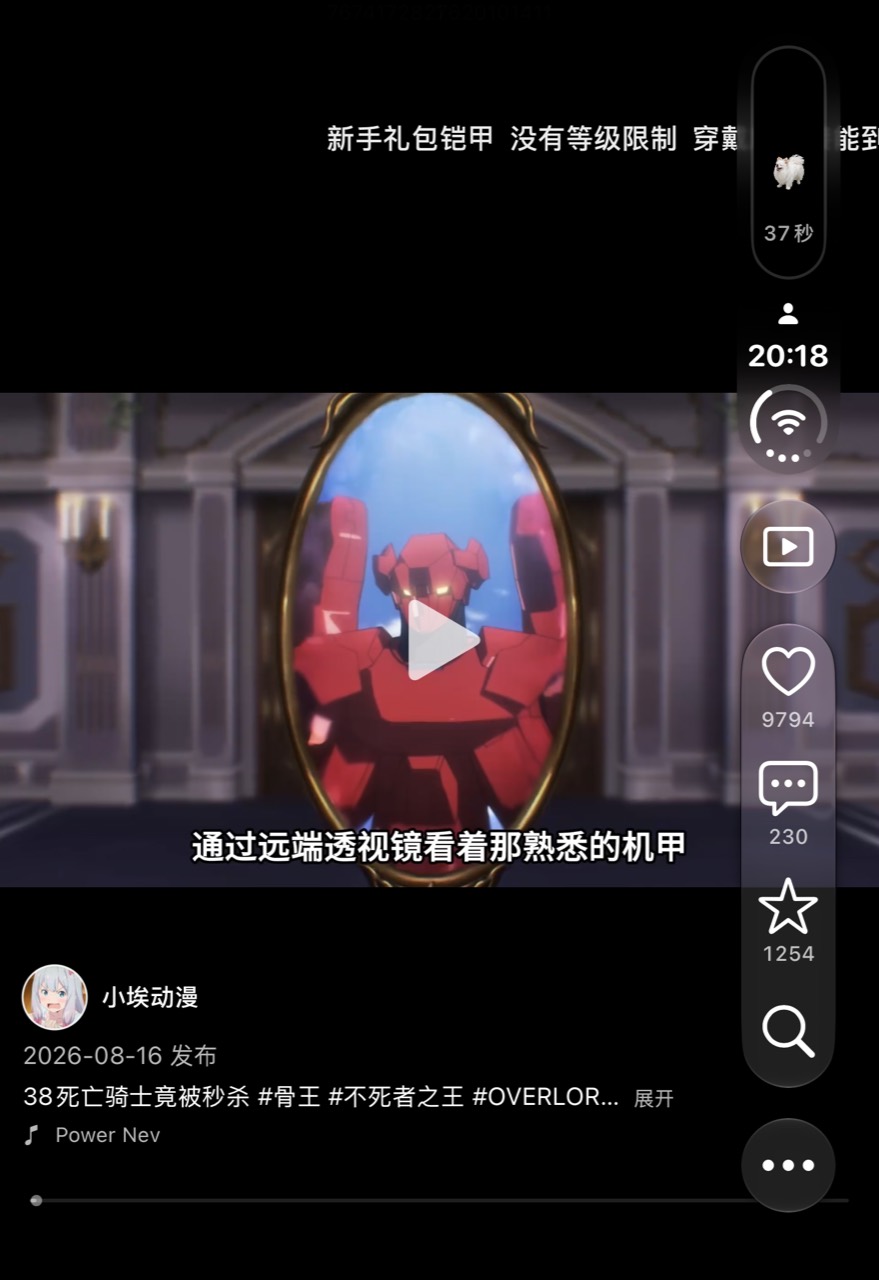 新手礼包铠甲 没有等级限制 穿戴
能到
37秒
20:18
9794
230
1254
通过远端透视镜看着那熟悉的机甲
小埃动漫
2026-08-16 发布
38死亡骑士竟被秒杀 #骨王 #不死者之王 #OVERLOR... 展开
Power Nev